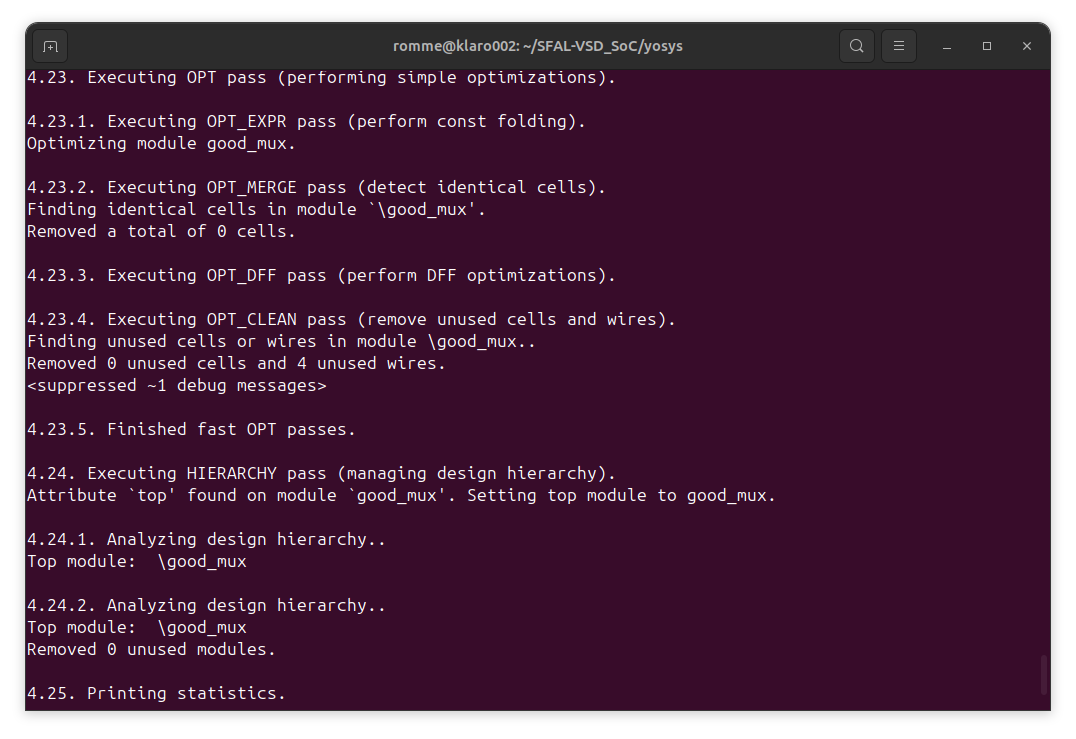 romme@klaro002: ~/SFAL-VSD_SoC/yosys
4.23. Executing OPT pass (performing simple optimizations).
4.23.1. Executing OPT_EXPR pass (perform const folding).
Optimizing module good_mux.
4.23.2. Executing OPT_MERGE pass (detect identical cells).
Finding identical cells in module `\good_mux'.
Removed a total of 0 cells.
4.23.3. Executing OPT_DFF pass (perform DFF optimizations).
4.23.4. Executing OPT_CLEAN pass (remove unused cells and wires).
Finding unused cells or wires in module \good_mux..
Removed 0 unused cells and 4 unused wires.
<suppressed ~1 debug messages>
4.23.5. Finished fast OPT passes.
4.24. Executing HIERARCHY pass (managing design hierarchy).
Attribute `top' found on module `good_mux'. Setting top module to good_mux.
4.24.1. Analyzing design hierarchy..
Top module:  \good_mux
4.24.2. Analyzing design hierarchy..
Top module:  \good_mux
Removed 0 unused modules.
4.25. Printing statistics.